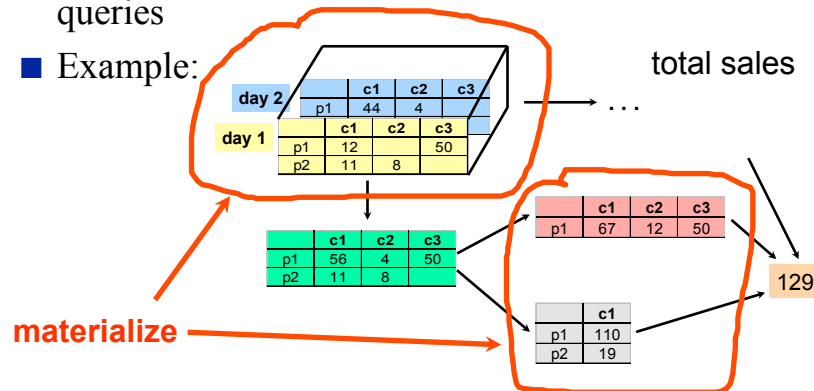 queries
Example:
total sales
day 2
c1 c2 c3
p1 44 4
...
day 1
c1 c2 c3
p1 12 50
p2 11 8
c1 c2 c3
p1 67 12 50
c1 c2 c3
p1 56 4 50
p2 11 8
129
c1
p1 110
p2 19
materialize